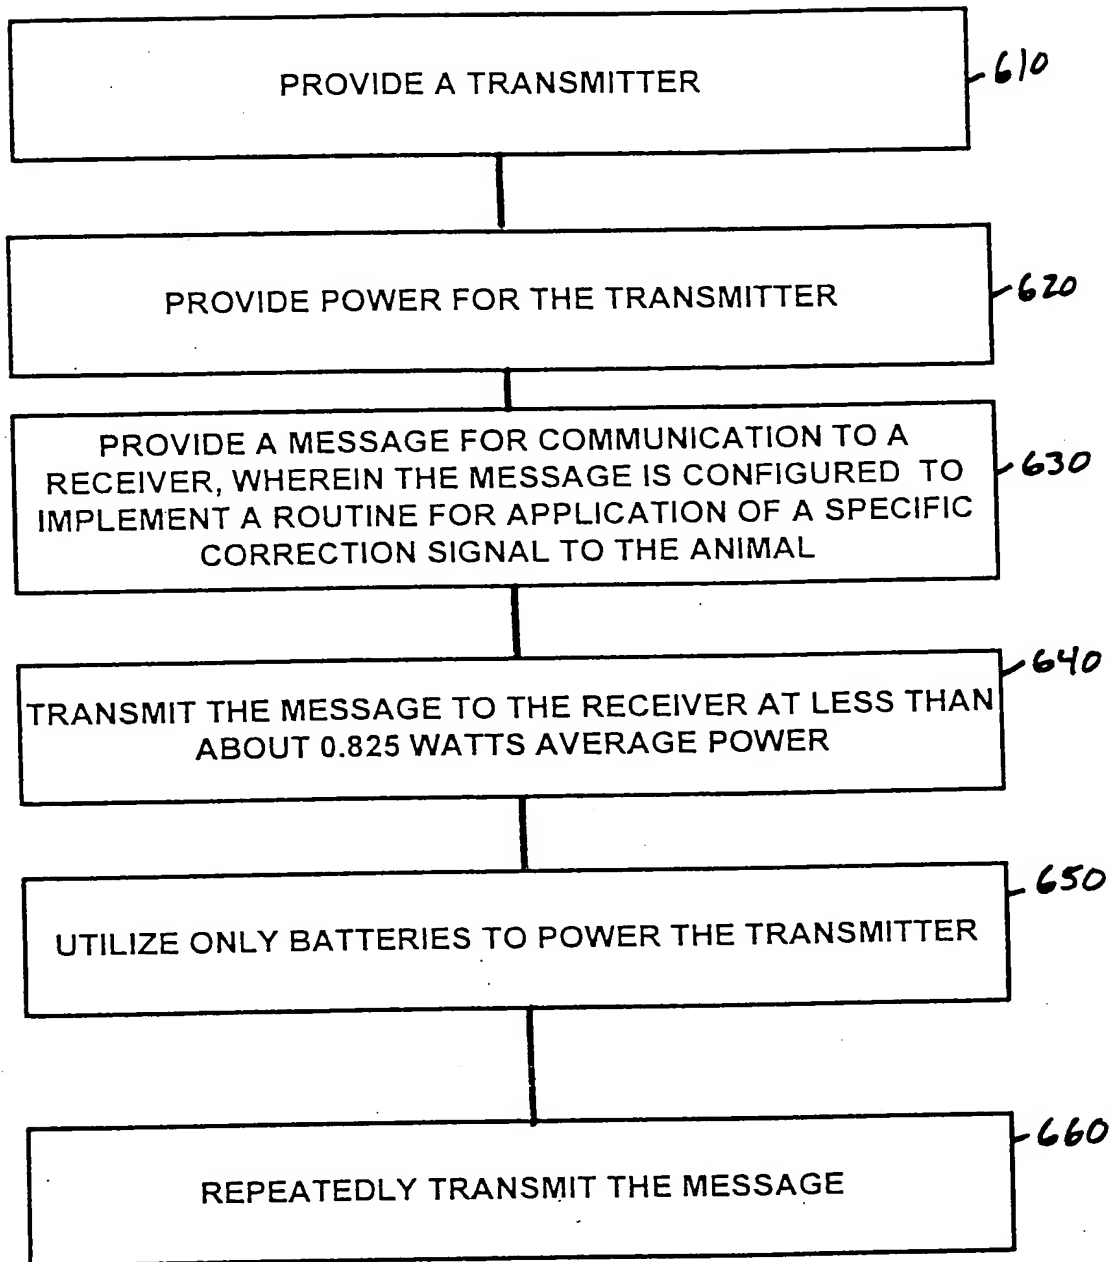 PROVIDE A TRANSMITTER
610
PROVIDE POWER FOR THE TRANSMITTER
620
PROVIDE A MESSAGE FOR COMMUNICATION TO A
RECEIVER, WHEREIN THE MESSAGE IS CONFIGURED TO
IMPLEMENT A ROUTINE FOR APPLICATION OF A SPECIFIC
CORRECTION SIGNAL TO THE ANIMAL
630
TRANSMIT THE MESSAGE TO THE RECEIVER AT LESS THAN
ABOUT 0.825 WATTS AVERAGE POWER
640
UTILIZE ONLY BATTERIES TO POWER THE TRANSMITTER
650
REPEATEDLY TRANSMIT THE MESSAGE
660